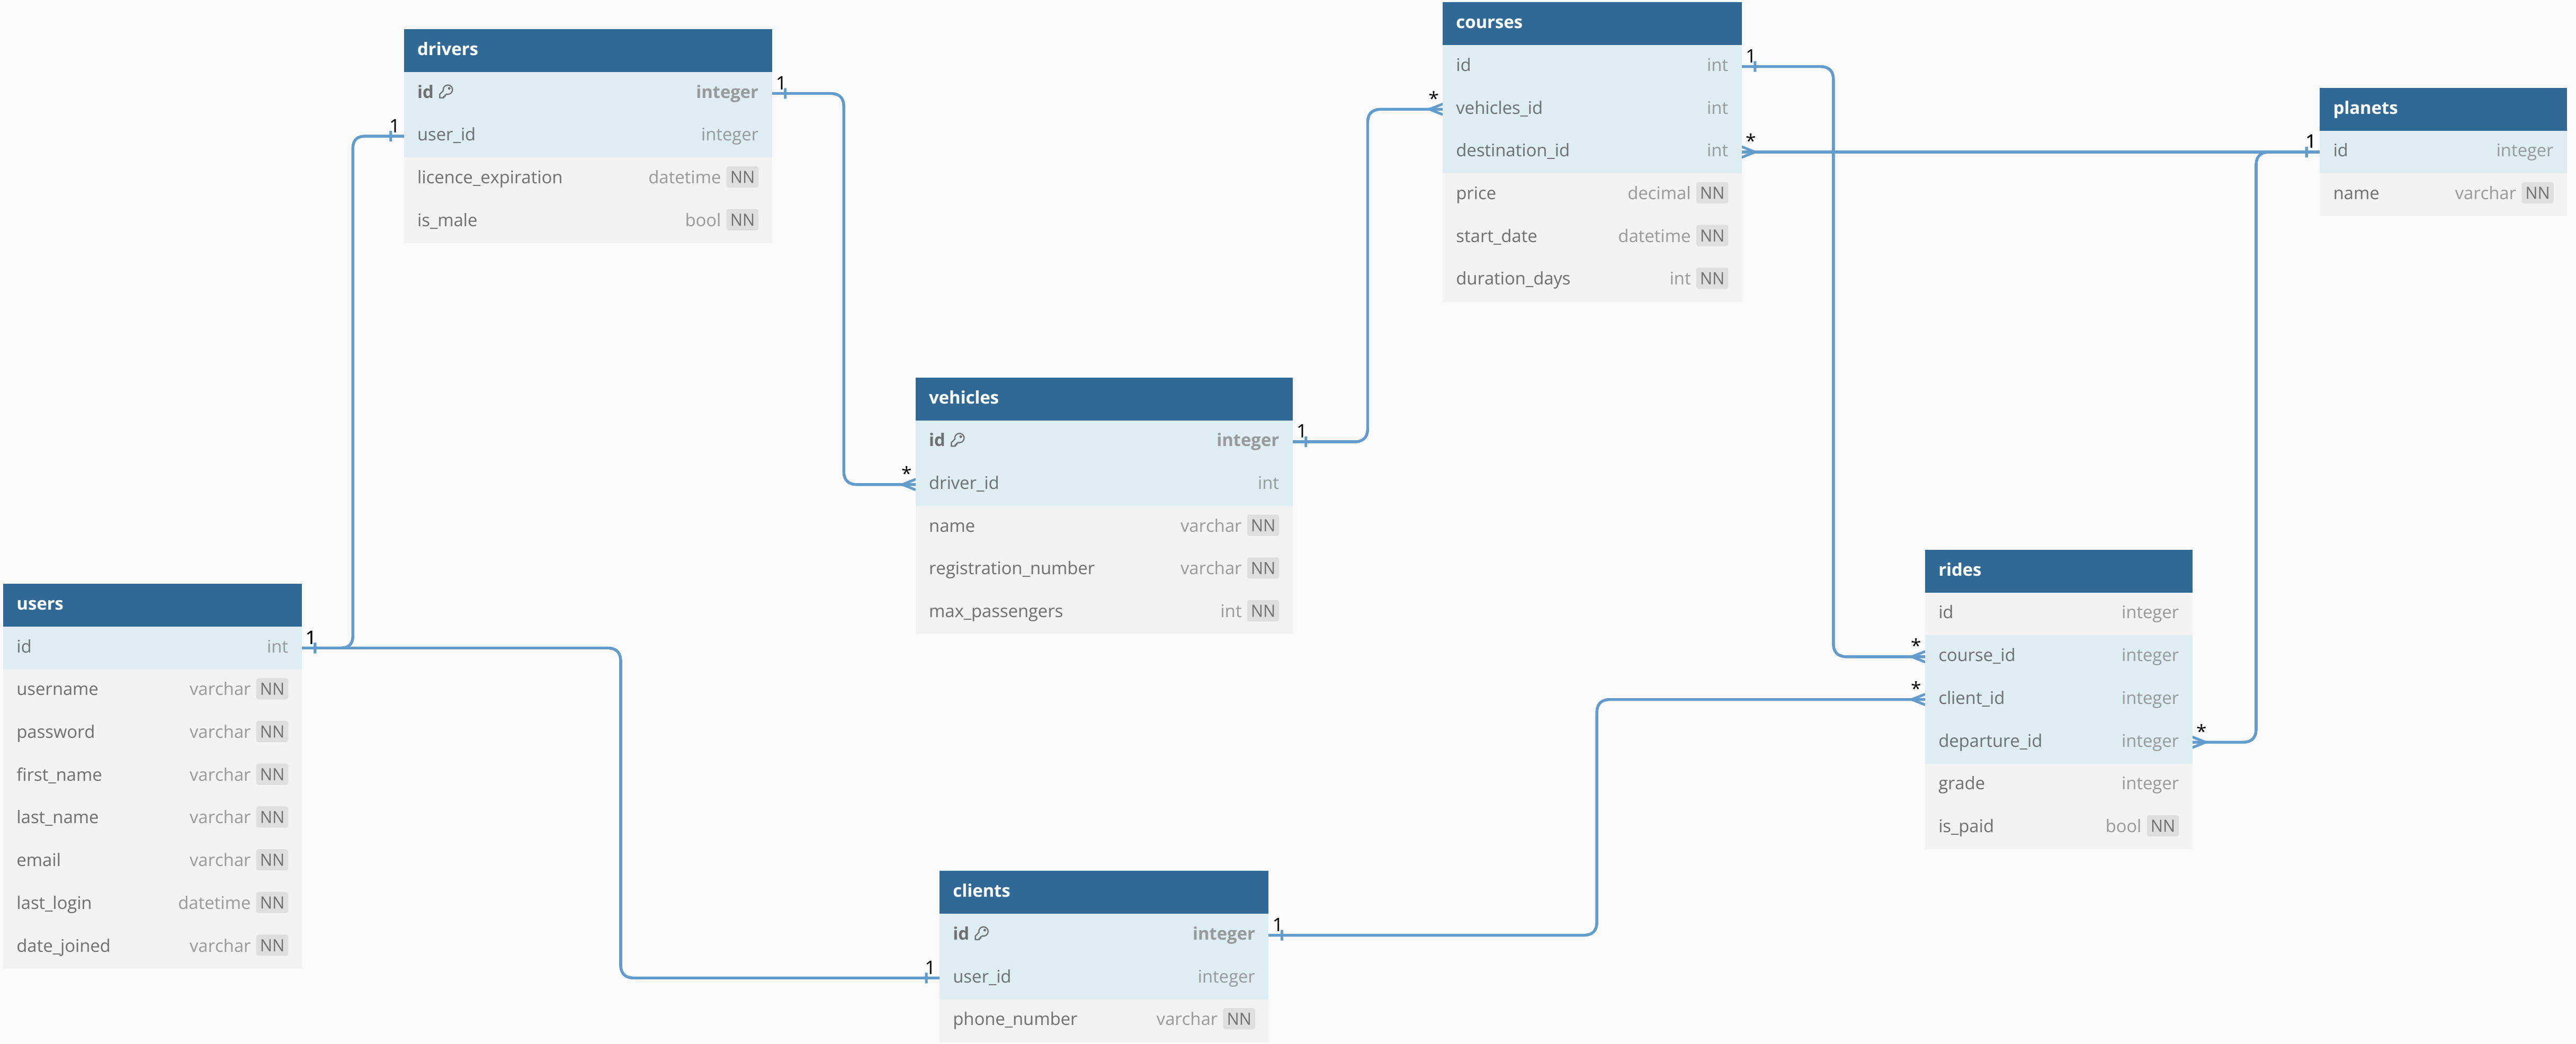 drivers
id integer
user_id integer
licence_expiration datetime NN
is_male bool NN
1
1
courses
id int
vehicles_id int
destination_id int
price decimal NN
start_date datetime NN
duration_days int NN
1
*
*
planets
id integer
name varchar NN
1
vehicles
id integer
driver_id int
name varchar NN
registration_number varchar NN
max_passengers int NN
1
*
rides
id integer
course_id integer
client_id integer
departure_id integer
grade integer
is_paid bool NN
*
*
*
users
id int
username varchar NN
password varchar NN
first_name varchar NN
last_name varchar NN
email varchar NN
last_login datetime NN
date_joined varchar NN
1
clients
id integer
user_id integer
phone_number varchar NN
1
1